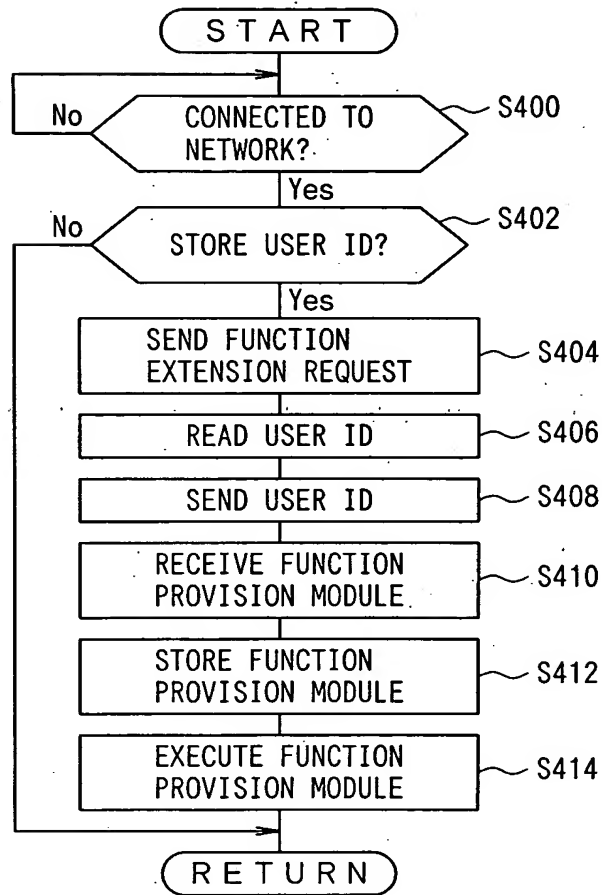 START
No
CONNECTED TO
NETWORK?
S400
Yes
No
STORE USER ID?
S402
Yes
SEND FUNCTION
EXTENSION REQUEST
S404
READ USER ID
S406
SEND USER ID
S408
RECEIVE FUNCTION
PROVISION MODULE
S410
STORE FUNCTION
PROVISION MODULE
S412
EXECUTE FUNCTION
PROVISION MODULE
S414
RETURN